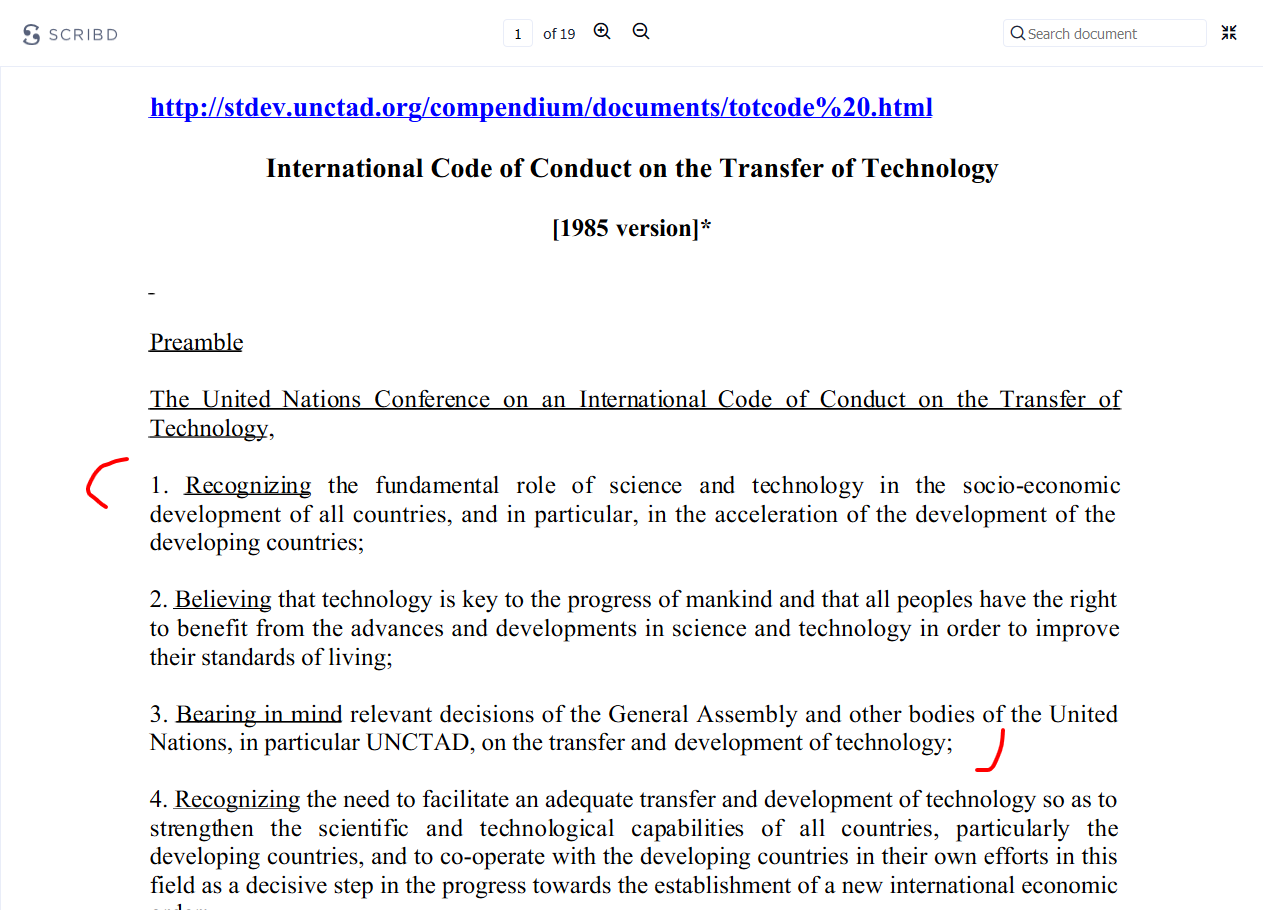 SCRIBD
1 of 19
Search document
http://stdev.unctad.org/compendium/documents/totcode%20.html
International Code of Conduct on the Transfer of Technology
[1985 version]*
-
Preamble
The United Nations Conference on an International Code of Conduct on the Transfer of
Technology,
1. Recognizing the fundamental role of science and technology in the socio-economic
development of all countries, and in particular, in the acceleration of the development of the
developing countries;
2. Believing that technology is key to the progress of mankind and that all peoples have the right
to benefit from the advances and developments in science and technology in order to improve
their standards of living;
3. Bearing in mind relevant decisions of the General Assembly and other bodies of the United
Nations, in particular UNCTAD, on the transfer and development of technology;
4. Recognizing the need to facilitate an adequate transfer and development of technology so as to
strengthen the scientific and technological capabilities of all countries, particularly the
developing countries, and to co-operate with the developing countries in their own efforts in this
field as a decisive step in the progress towards the establishment of a new international economic